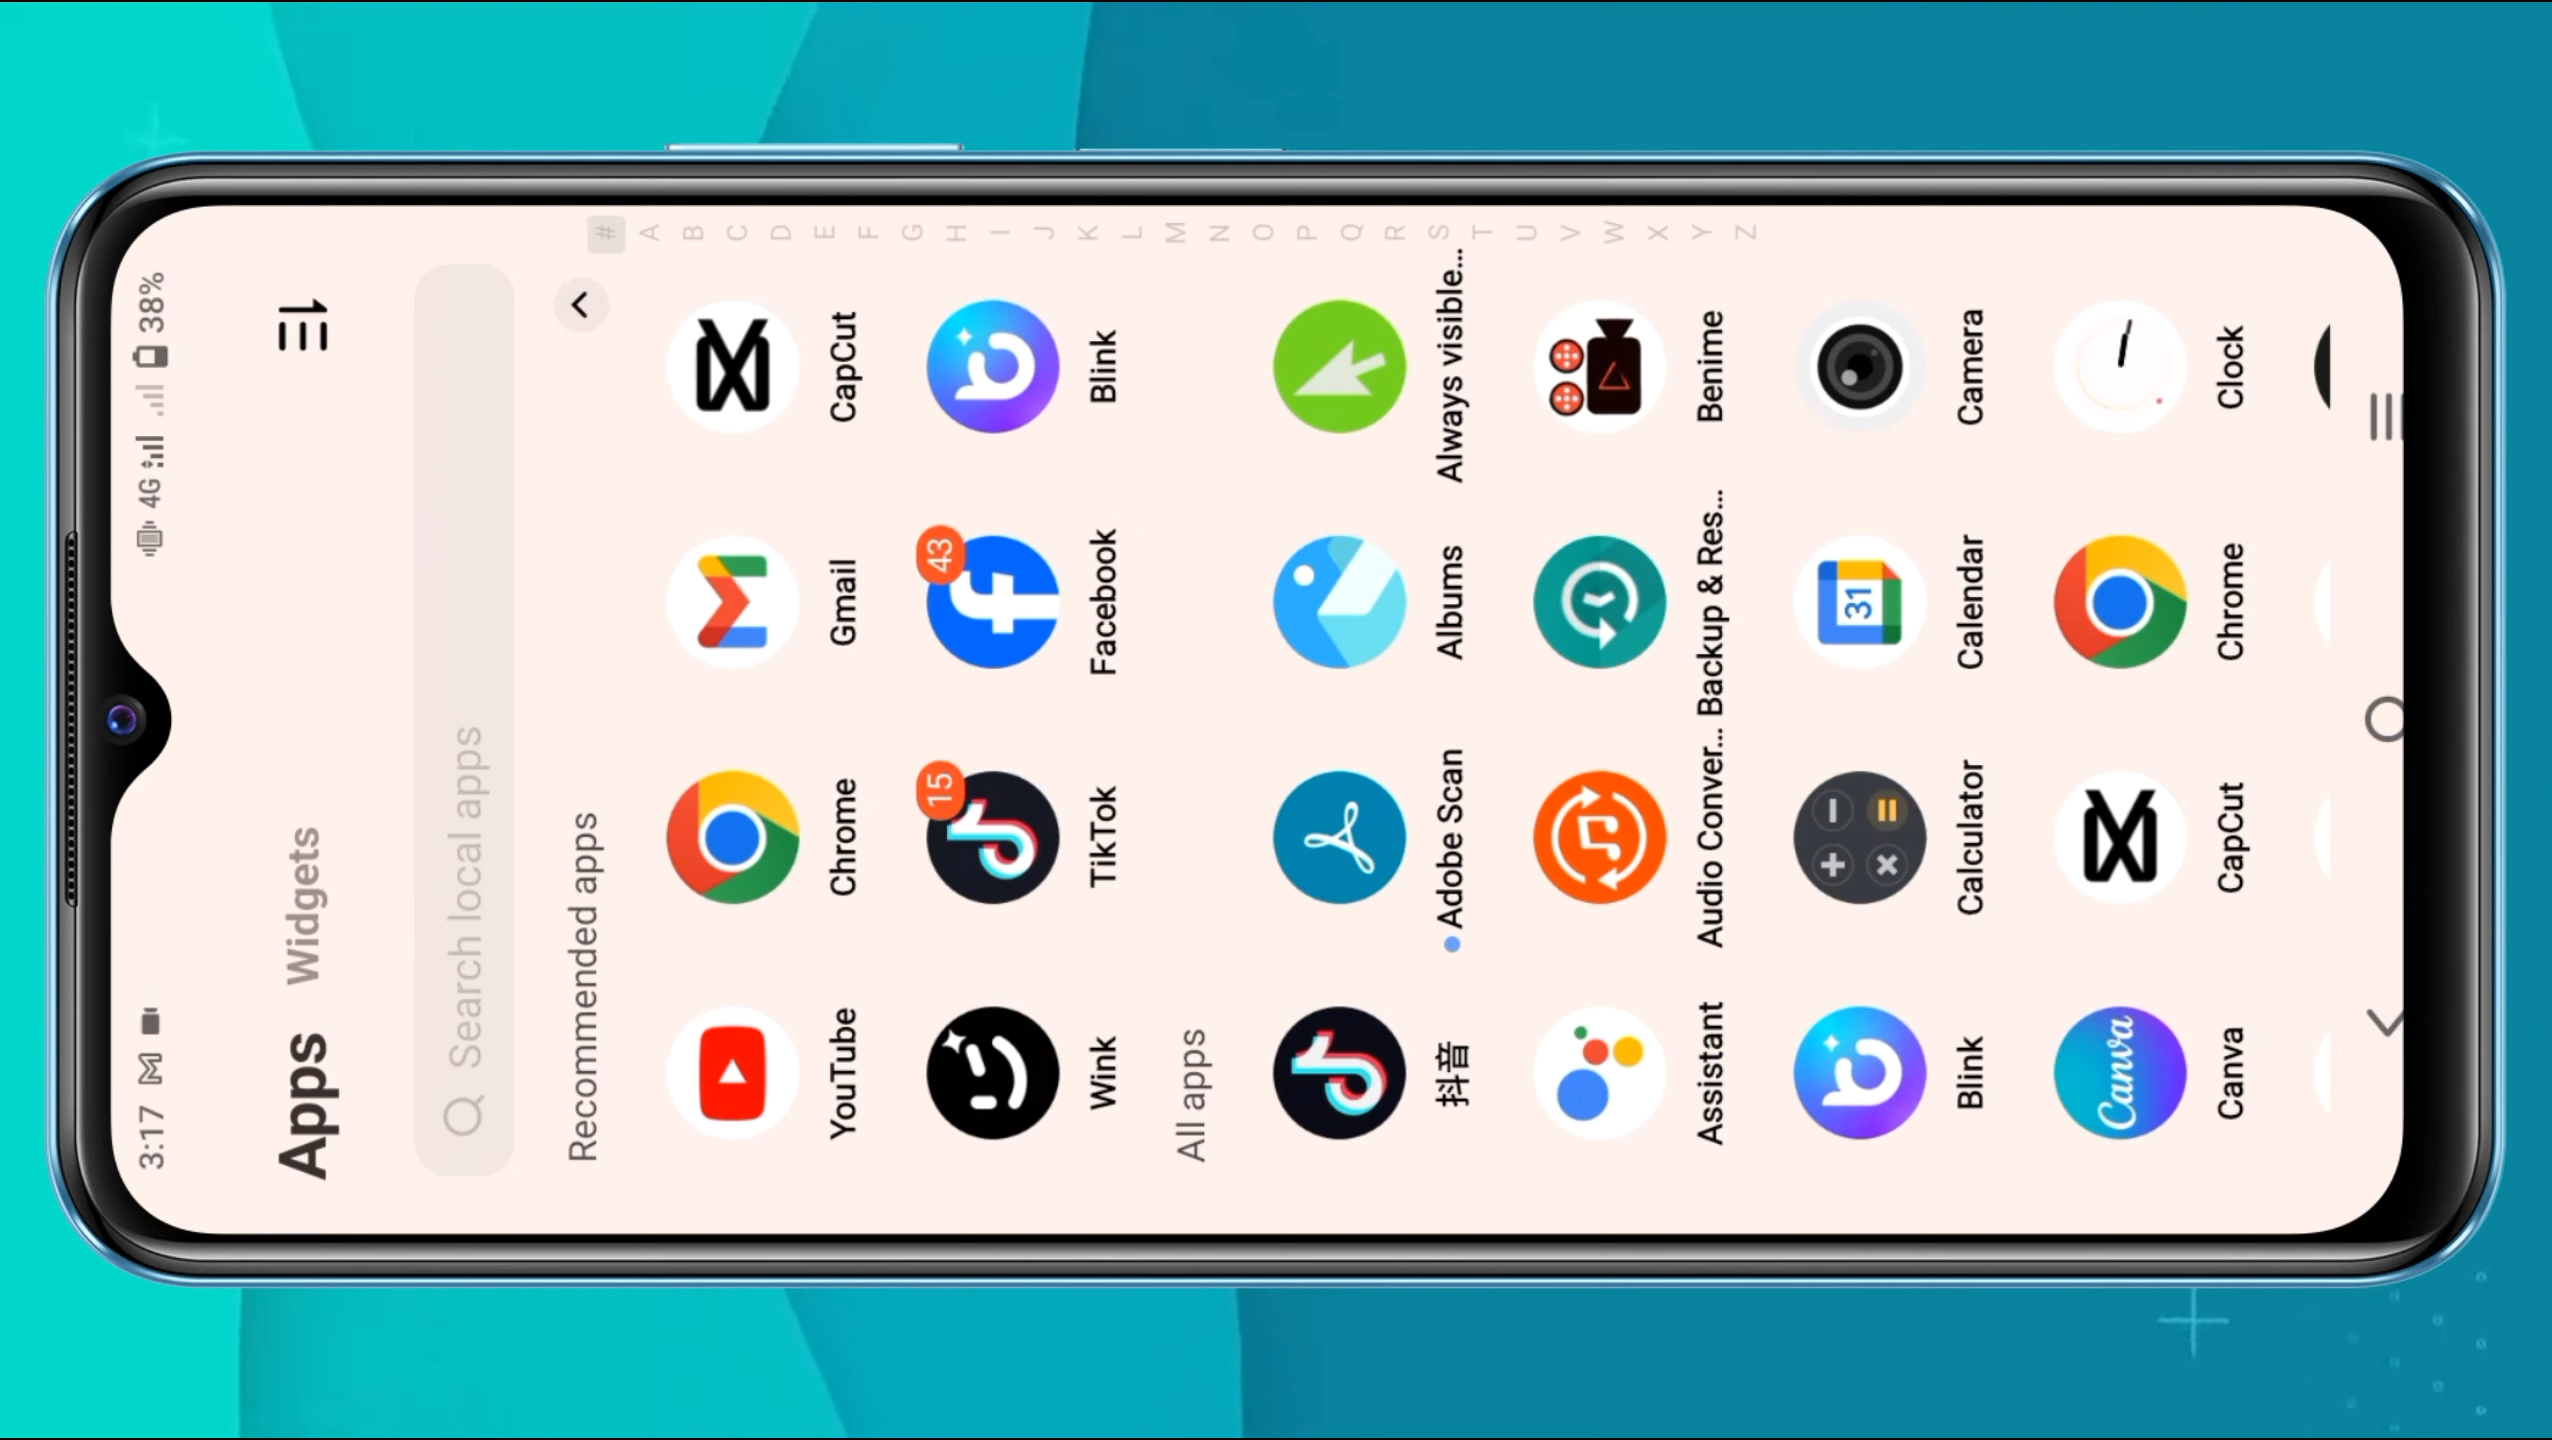 3:17 4G 38%
Apps Widgets
Search local apps
Recommended apps
YouTube Chrome Gmail CapCut
15 43
Wink TikTok Facebook Blink
All apps
抖音 Adobe Scan Albums Always visible...
Assistant Audio Conver... Backup & Res... Benime
31
Blink Calculator Calendar Camera
Canva
Canva CapCut Chrome Clock
#
A
B
C
D
E
F
G
H
I
J
K
L
M
N
O
P
Q
R
S
T
U
V
W
X
Y
Z